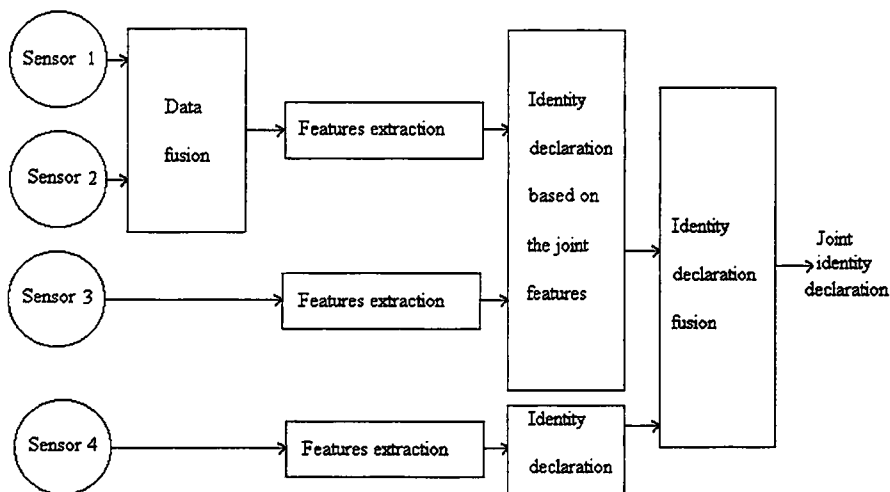 Sensor 1
Data
fusion
Features extraction
Identity
declaration
based on
the joint
features
Sensor 2
Sensor 3
Features extraction
Identity
declaration
fusion
Joint
identity
declaration
Sensor 4
Features extraction
Identity
declaration